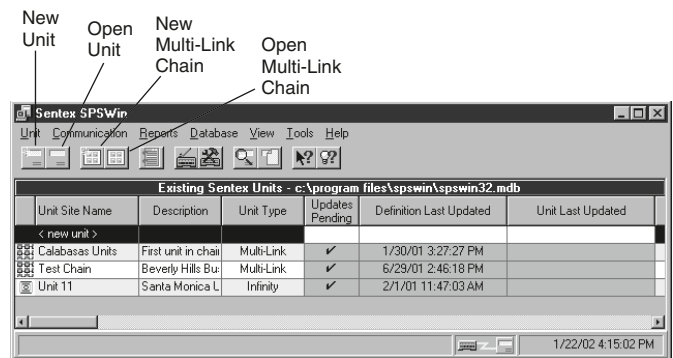 New Unit
Open Unit
New Multi-Link Chain
Open Multi-Link Chain
Sentex SPSWin
Unit Communication Reports Database View Tools Help
Existing Sentex Units - c:\program files\spswin\spswin32.mdb
Unit Site Name Description Unit Type Updates Pending Definition Last Updated Unit Last Updated
< new unit >
Calabasas Units First unit in chain Multi-Link ✔ 1/30/01 3:27:27 PM
Test Chain Beverly Hills Bu: Multi-Link ✔ 6/29/01 2:46:18 PM
Unit 11 Santa Monica L Infinity ✔ 2/1/01 11:47:03 AM
1/22/02 4:15:02 PM